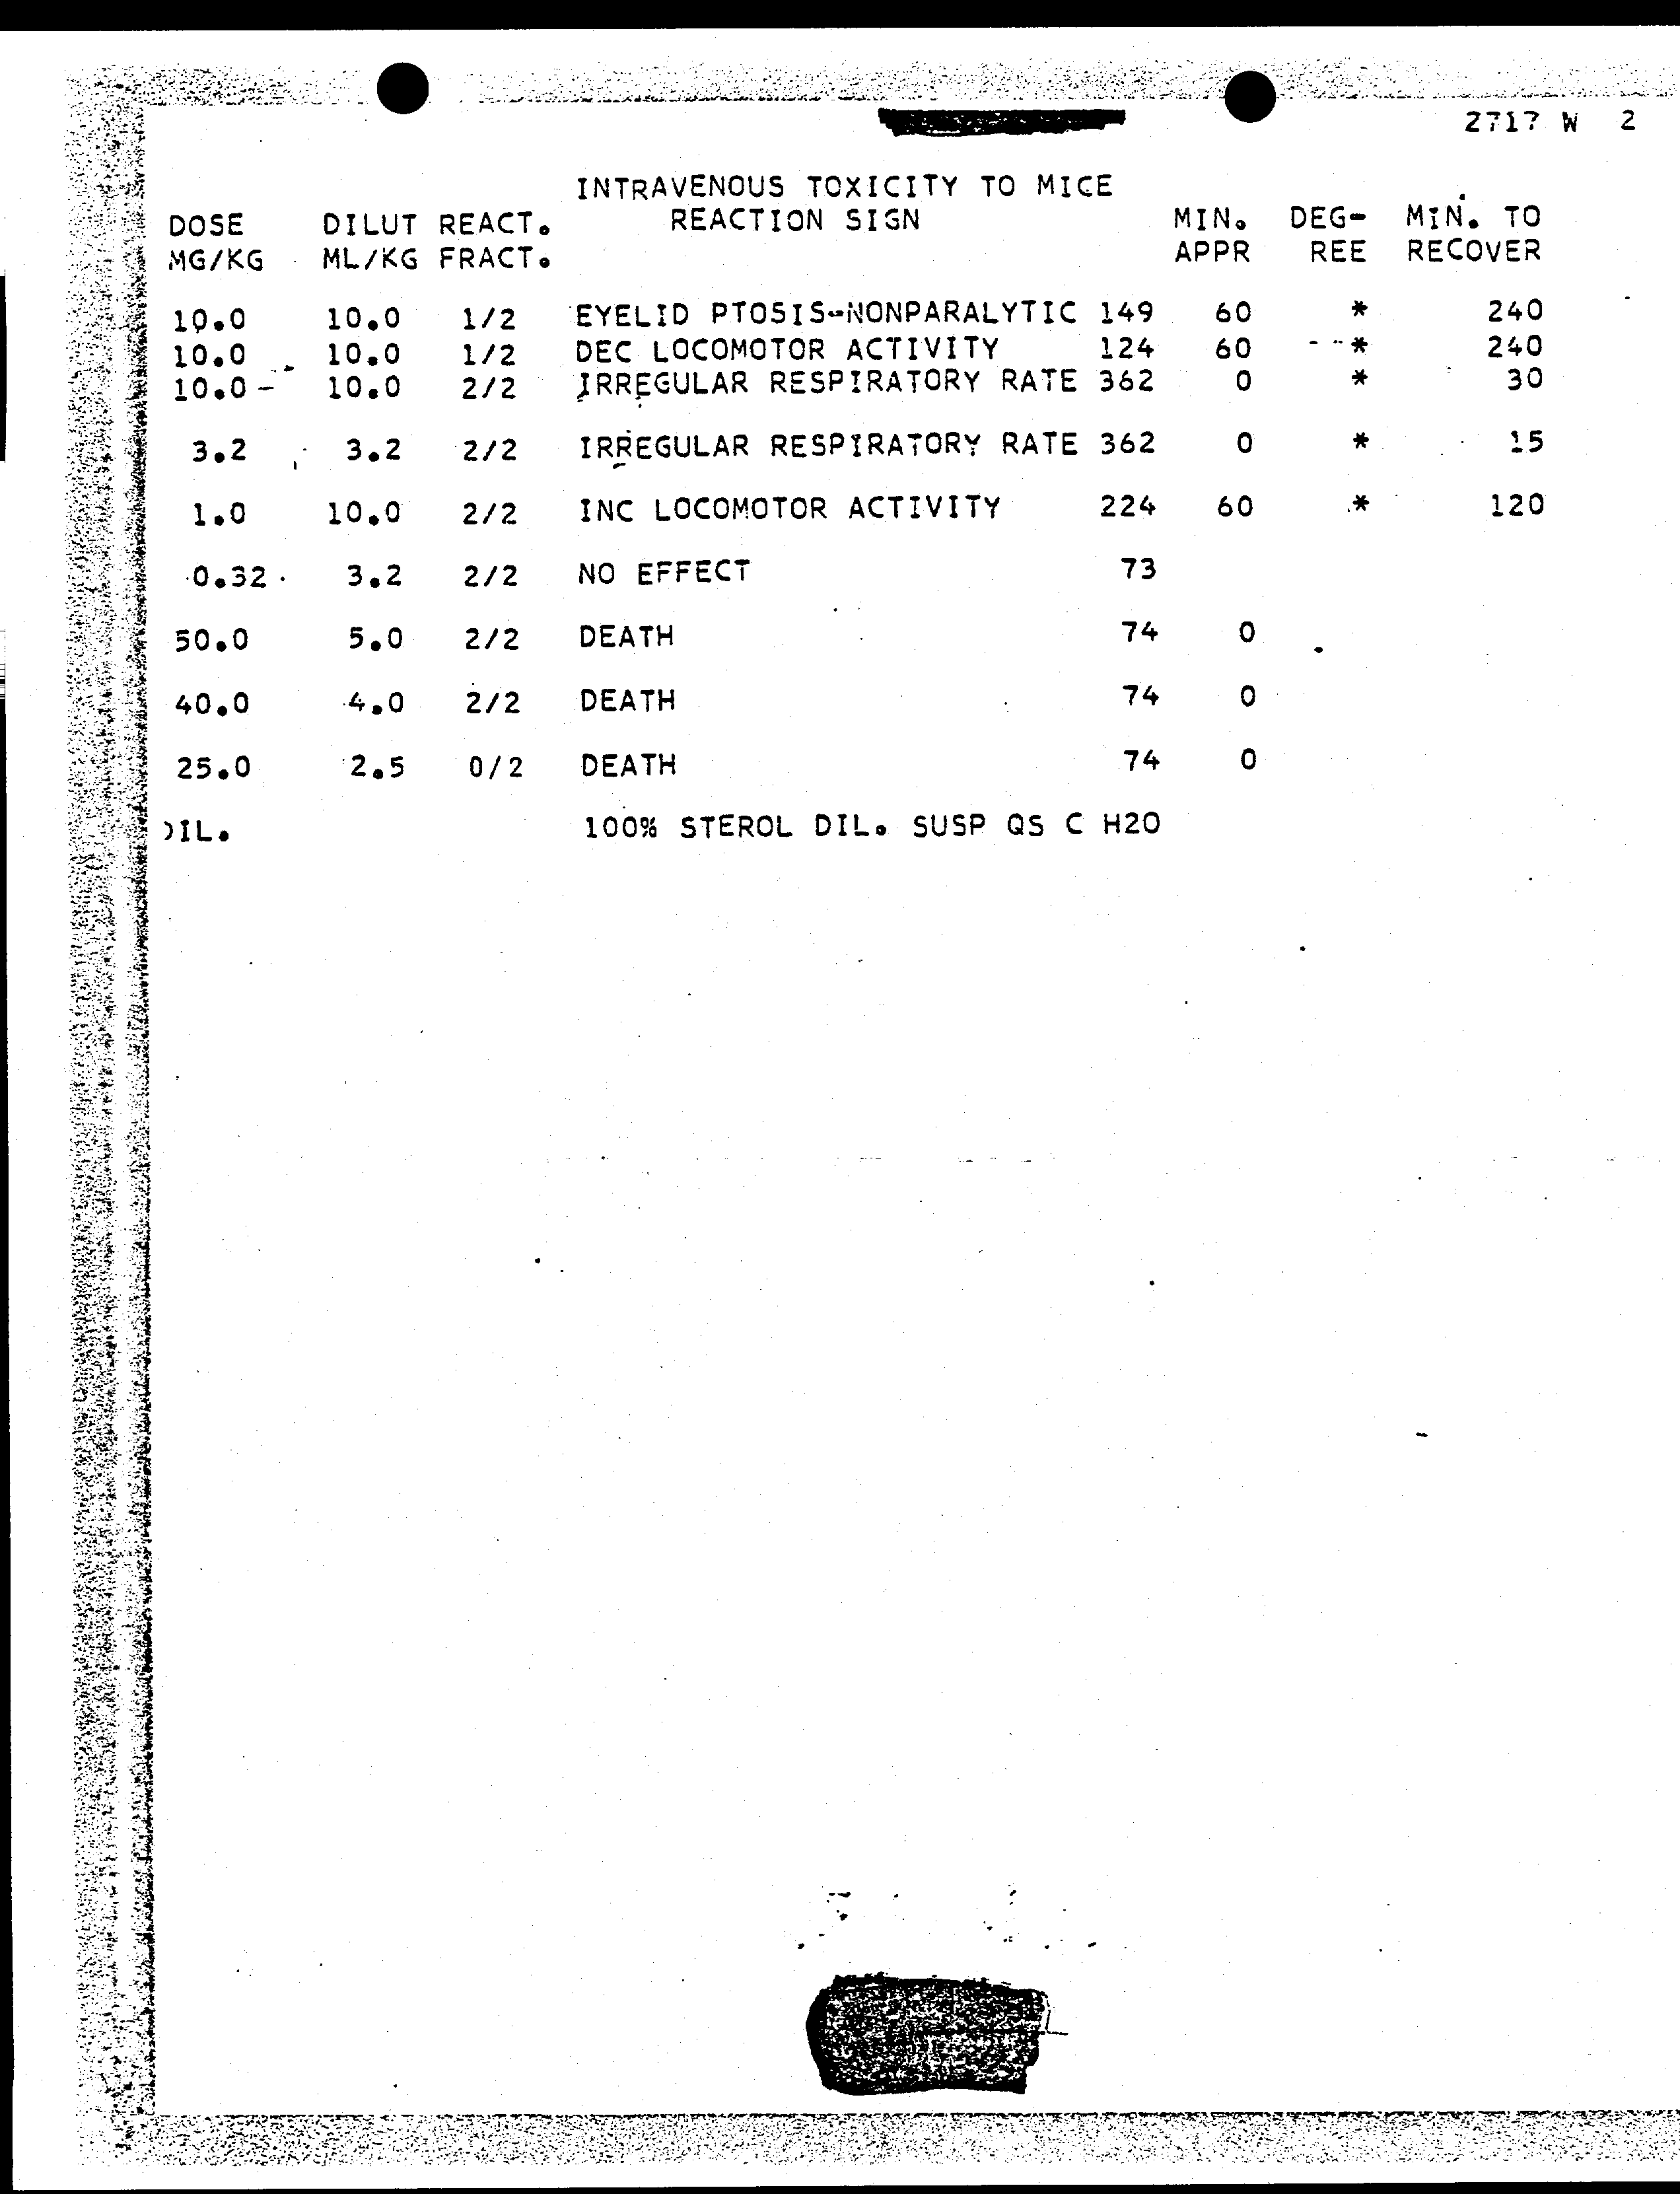 2717 W 2
INTRAVENOUS TOXICITY TO MICE
DOSE DILUT REACT. REACTION SIGN MIN. DEG- MIN. TO
MG/KG ML/KG FRACT. APPR REE RECOVER
10.0 10.0 1/2 EYELID PTOSIS-NONPARALYTIC 149 60 * 240
10.0 10.0 1/2 DEC LOCOMOTOR ACTIVITY 124 60 * 240
10.0 10.0 2/2 IRREGULAR RESPIRATORY RATE 362 0 * 30
3.2 3.2 2/2 IRREGULAR RESPIRATORY RATE 362 0 * 15
1.0 10.0 2/2 INC LOCOMOTOR ACTIVITY 224 60 * 120
0.32 3.2 2/2 NO EFFECT 73
50.0 5.0 2/2 DEATH 74 0
40.0 4.0 2/2 DEATH 74 0
25.0 2.5 0/2 DEATH 74 0
DIL. 100% STEROL DIL. SUSP QS C H2O